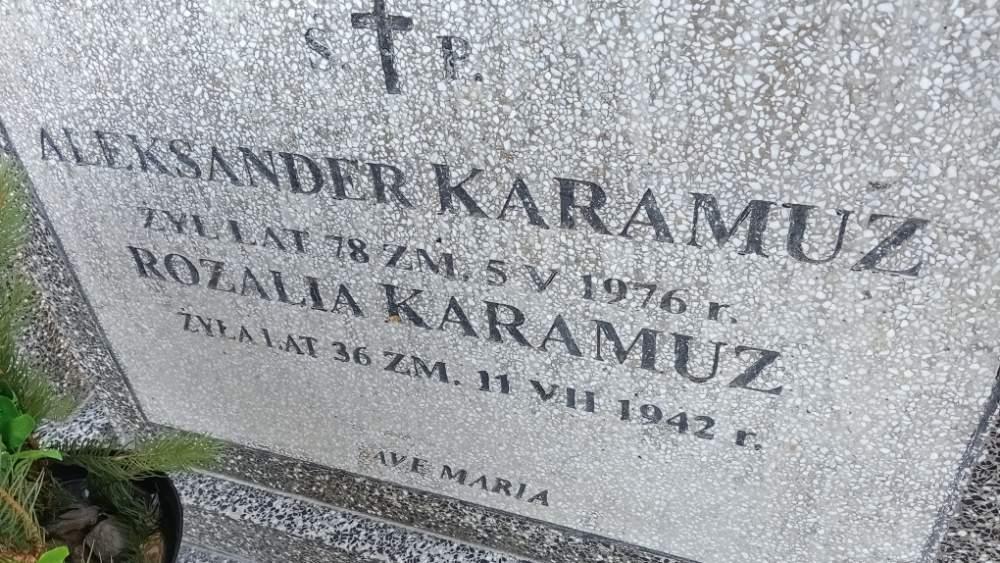 S. P.
ALEKSANDER KARAMUZ
ŻYŁ LAT 78 ZM. 5 V 1976 r.
ROZALIA KARAMUZ
ŻYŁA LAT 36 ZM. 11 VII 1942 r.
AVE MARIA